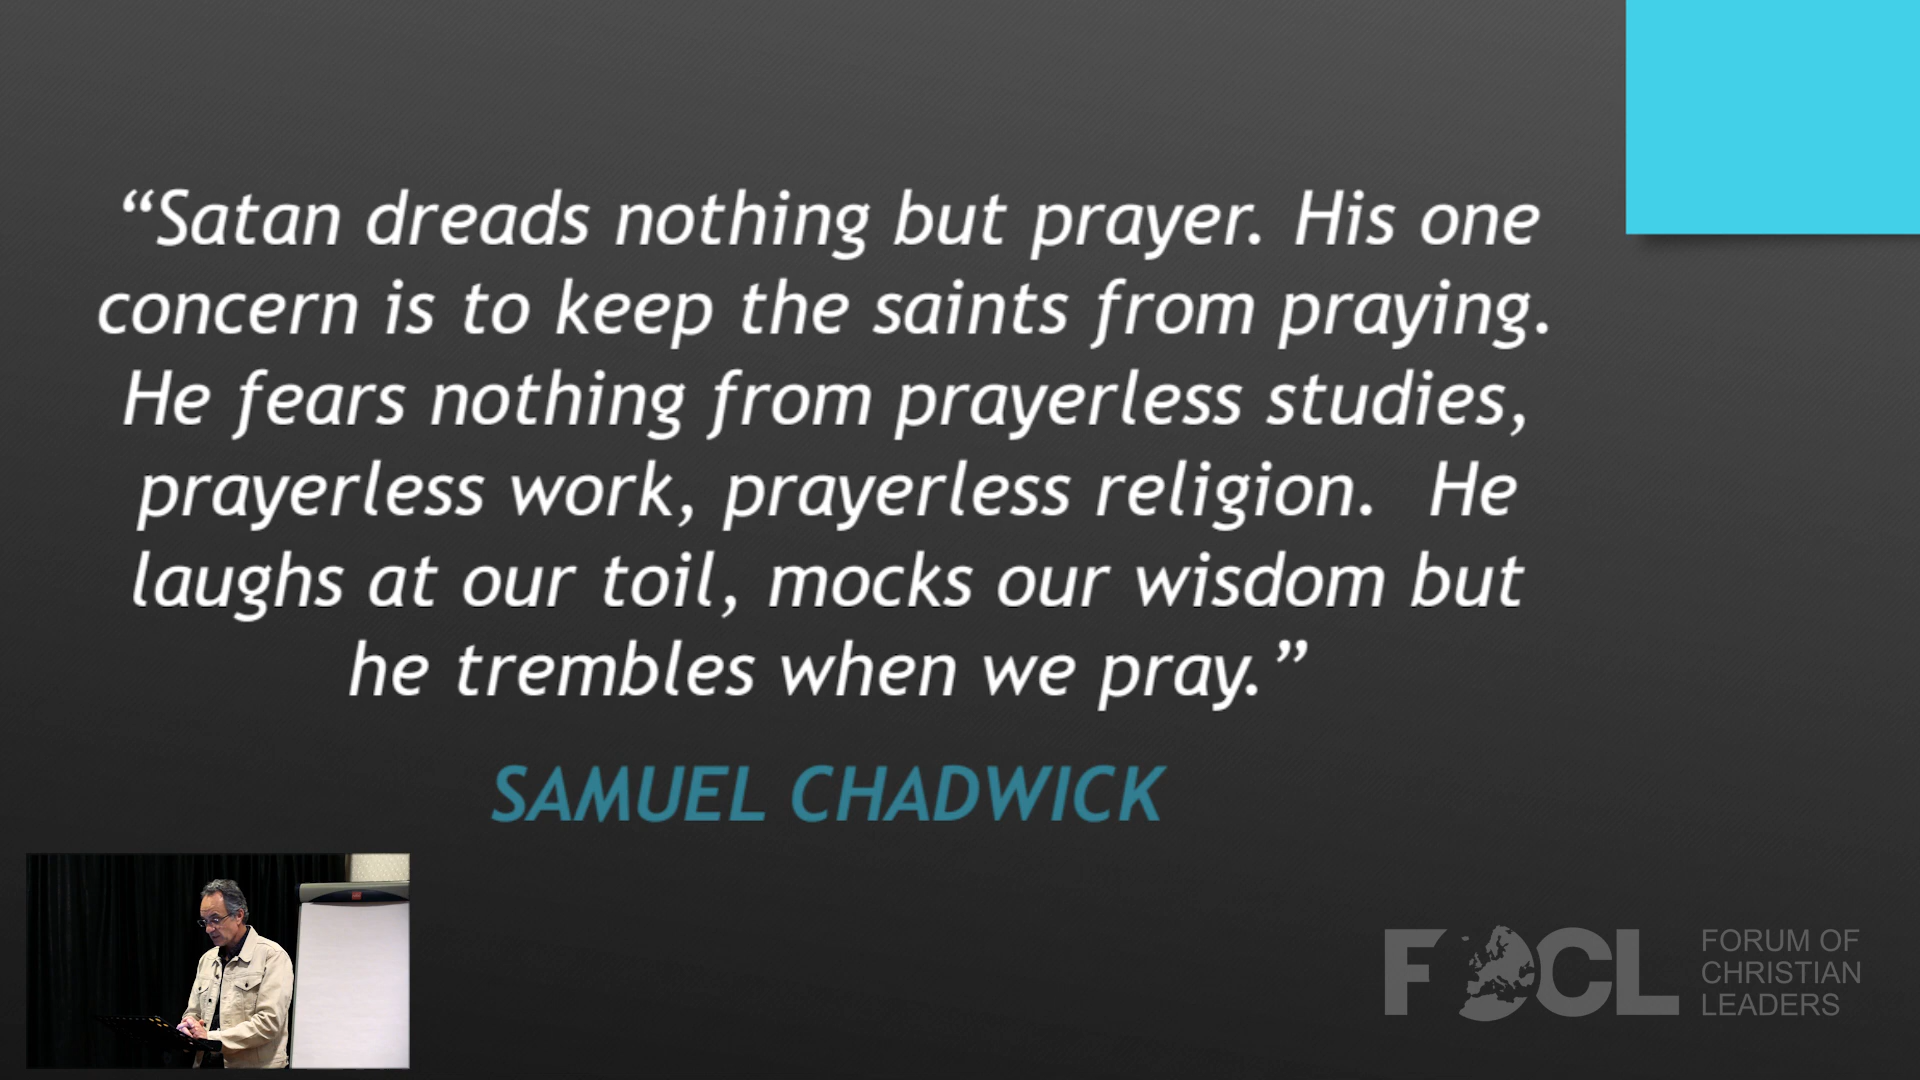 “Satan dreads nothing but prayer. His one
concern is to keep the saints from praying.
He fears nothing from prayerless studies,
prayerless work, prayerless religion.  He
laughs at our toil, mocks our wisdom but
he trembles when we pray.”
SAMUEL CHADWICK
FOCL
FORUM OF
CHRISTIAN
LEADERS